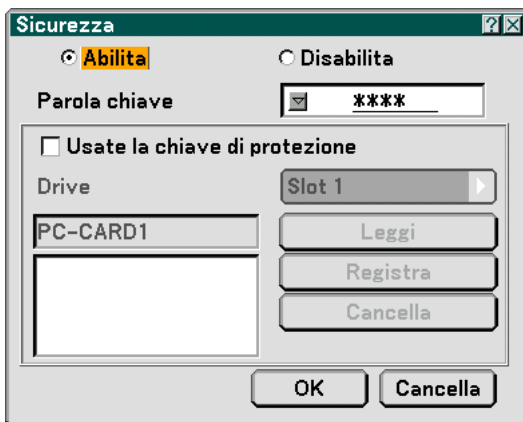 Sicurezza
Abilita Disabilita
Parola chiave ****
Usate la chiave di protezione
Drive Slot 1
PC-CARD1 Leggi
Registra
Cancella
OK Cancella